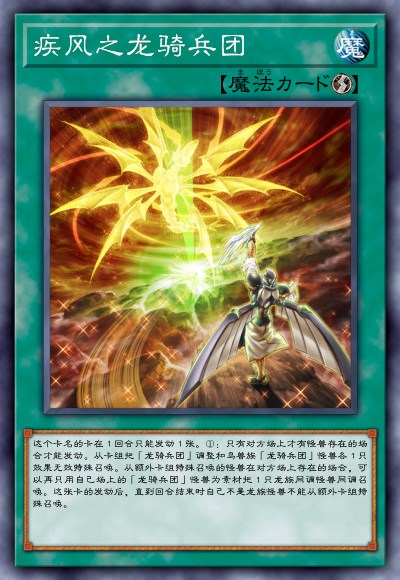 疾风之龙骑兵团
魔
【魔法カード
まほう
】
这个卡名的卡在1回合只能发动1张。①：只有对方场上才有怪兽存在的场
合才能发动。从卡组把「龙骑兵团」调整和鸟兽族「龙骑兵团」怪兽各1只
效果无效特殊召唤。从额外卡组特殊召唤的怪兽在对方场上存在的场合，可
以再只用自己场上的「龙骑兵团」怪兽为素材把1只龙族同调怪兽同调召
唤。这张卡的发动后，直到回合结束时自己不是龙族怪兽不能从额外卡组特殊
召唤。